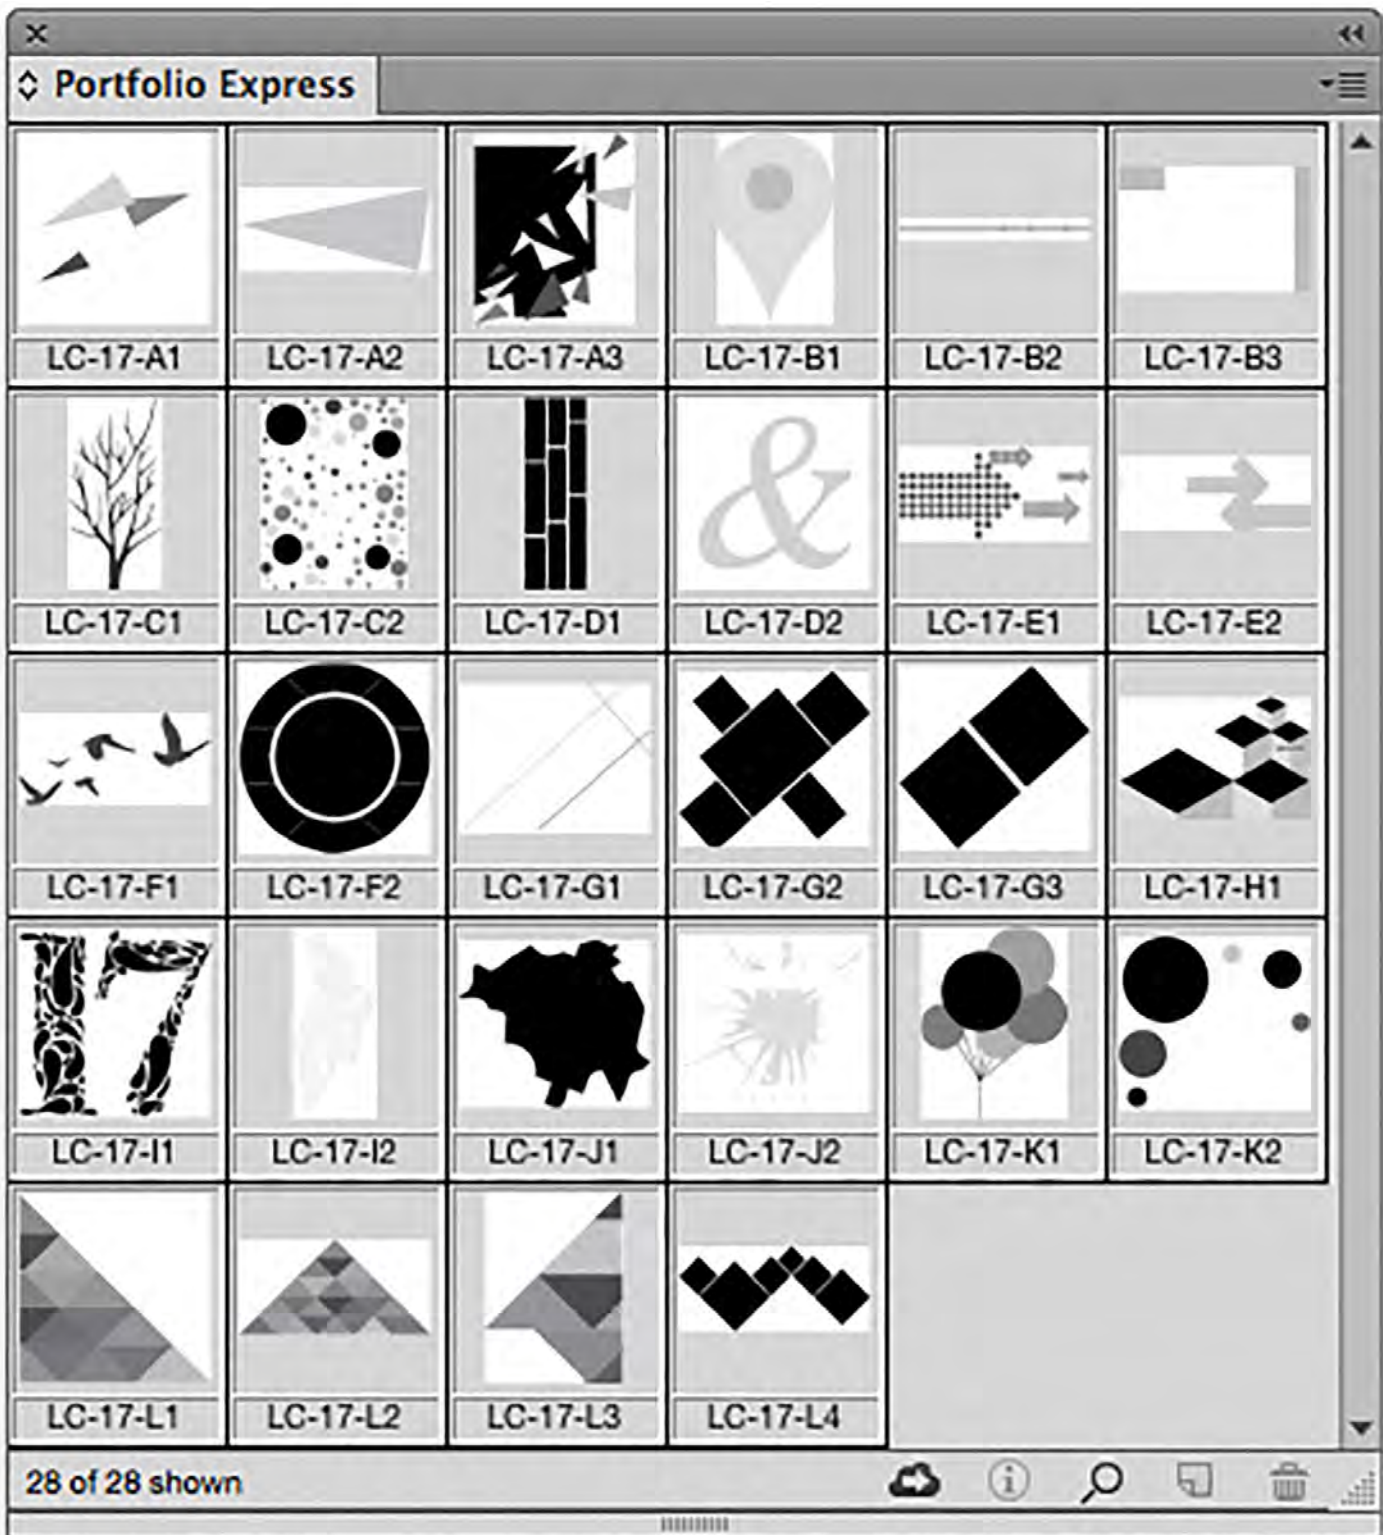 Portfolio Express
LC-17-A1 LC-17-A2 LC-17-A3 LC-17-B1 LC-17-B2 LC-17-B3
LC-17-C1 LC-17-C2 LC-17-D1 LC-17-D2 LC-17-E1 LC-17-E2
LC-17-F1 LC-17-F2 LC-17-G1 LC-17-G2 LC-17-G3 LC-17-H1
17
LC-17-I1 LC-17-I2 LC-17-J1 LC-17-J2 LC-17-K1 LC-17-K2
LC-17-L1 LC-17-L2 LC-17-L3 LC-17-L4
28 of 28 shown